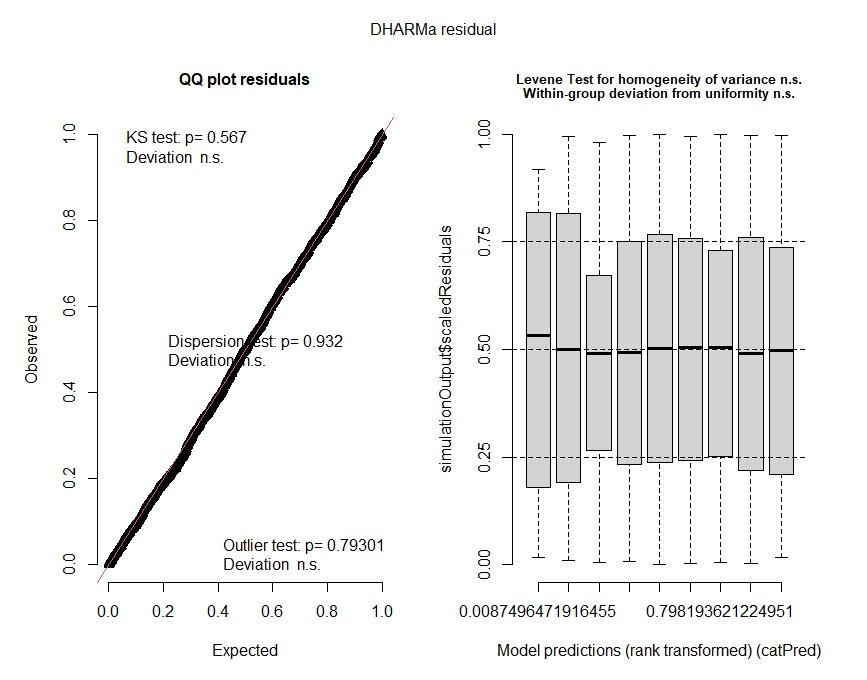 DHARMa residual
QQ plot residuals
KS test: p= 0.567
Deviation n.s.
Dispersion test: p= 0.932
Deviation n.s.
Outlier test: p= 0.79301
Deviation n.s.
Observed
1.0
0.8
0.6
0.4
0.2
0.0
0.0 0.2 0.4 0.6 0.8 1.0
Expected
Levene Test for homogeneity of variance n.s.
Within-group deviation from uniformity n.s.
simulationOutput$scaledResiduals
1.00
0.75
0.50
0.25
0.00
0.0087496471916455 0.798193621224951
Model predictions (rank transformed) (catPred)